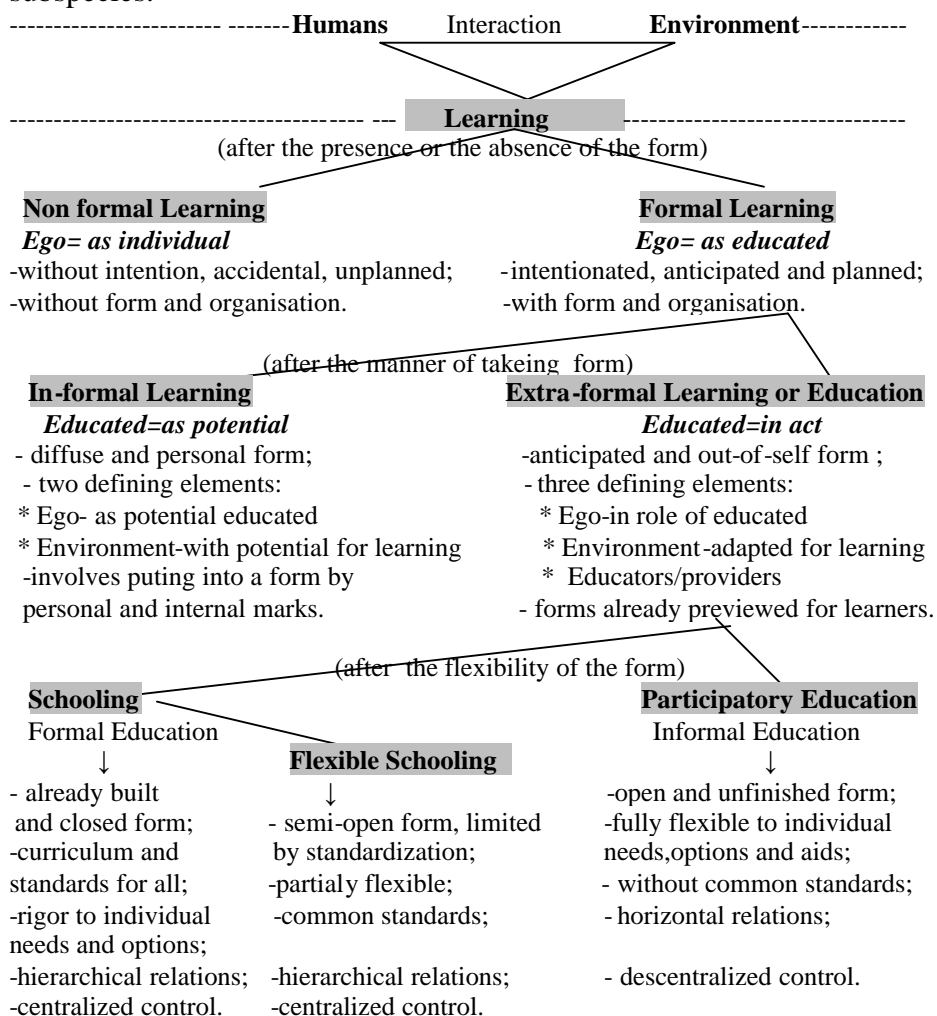 subspecies.
------------------------ -------Humans Interaction Environment------------
---------------------------------------- --- Learning --------------------------------
(after the presence or the absence of the form)
Non formal Learning Formal Learning
Ego= as individual Ego= as educated
-without intention, accidental, unplanned; -intentionated, anticipated and planned;
-without form and organisation. -with form and organisation.
(after the manner of takeing form)
In-formal Learning Extra-formal Learning or Education
Educated=as potential Educated=in act
- diffuse and personal form; -anticipated and out-of-self form ;
- two defining elements: - three defining elements:
* Ego- as potential educated * Ego-in role of educated
* Environment-with potential for learning * Environment-adapted for learning
-involves puting into a form by * Educators/providers
personal and internal marks. - forms already previewed for learners.
(after the flexibility of the form)
Schooling Participatory Education
Formal Education Informal Education
↓ Flexible Schooling ↓
- already built ↓ -open and unfinished form;
and closed form; - semi-open form, limited -fully flexible to individual
-curriculum and by standardization; needs,options and aids;
standards for all; -partialy flexible; - without common standards;
-rigor to individual -common standards; - horizontal relations;
needs and options;
-hierarchical relations; -hierarchical relations; - descentralized control.
-centralized control. -centralized control.